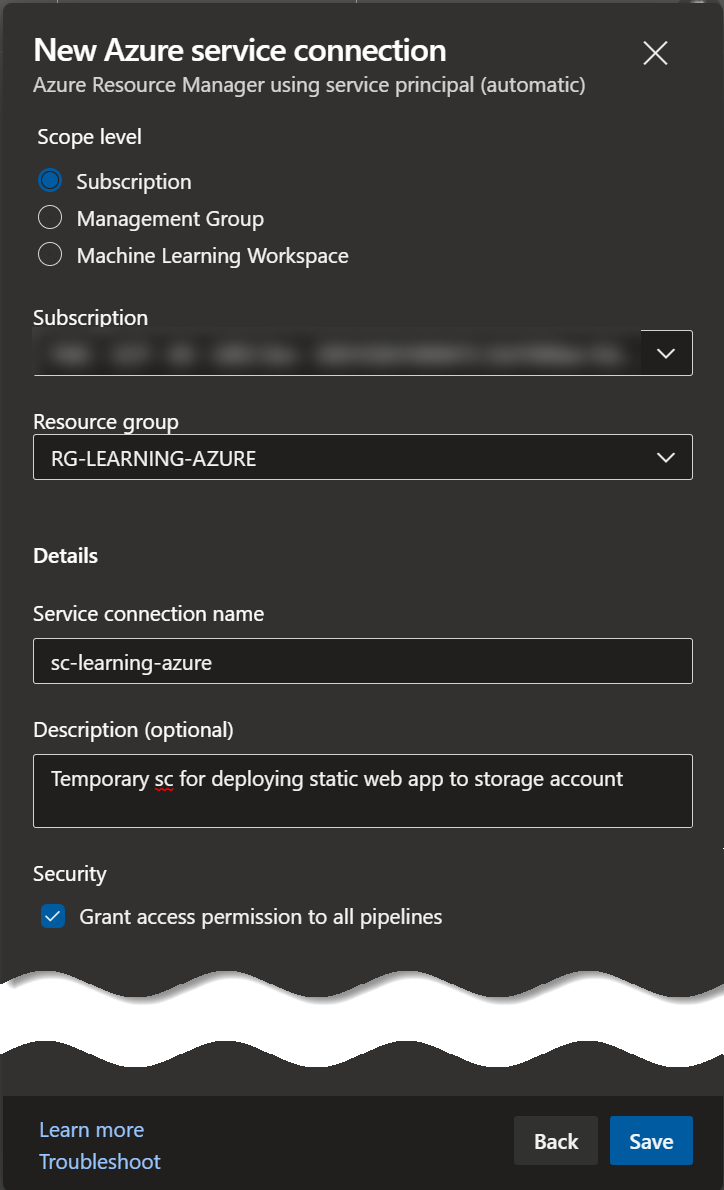 New Azure service connection
Azure Resource Manager using service principal (automatic)
Scope level
Subscription
Management Group
Machine Learning Workspace
Subscription
Resource group
RG-LEARNING-AZURE
Details
Service connection name
sc-learning-azure
Description (optional)
Temporary sc for deploying static web app to storage account
Security
Grant access permission to all pipelines
Learn more
Troubleshoot
Back
Save